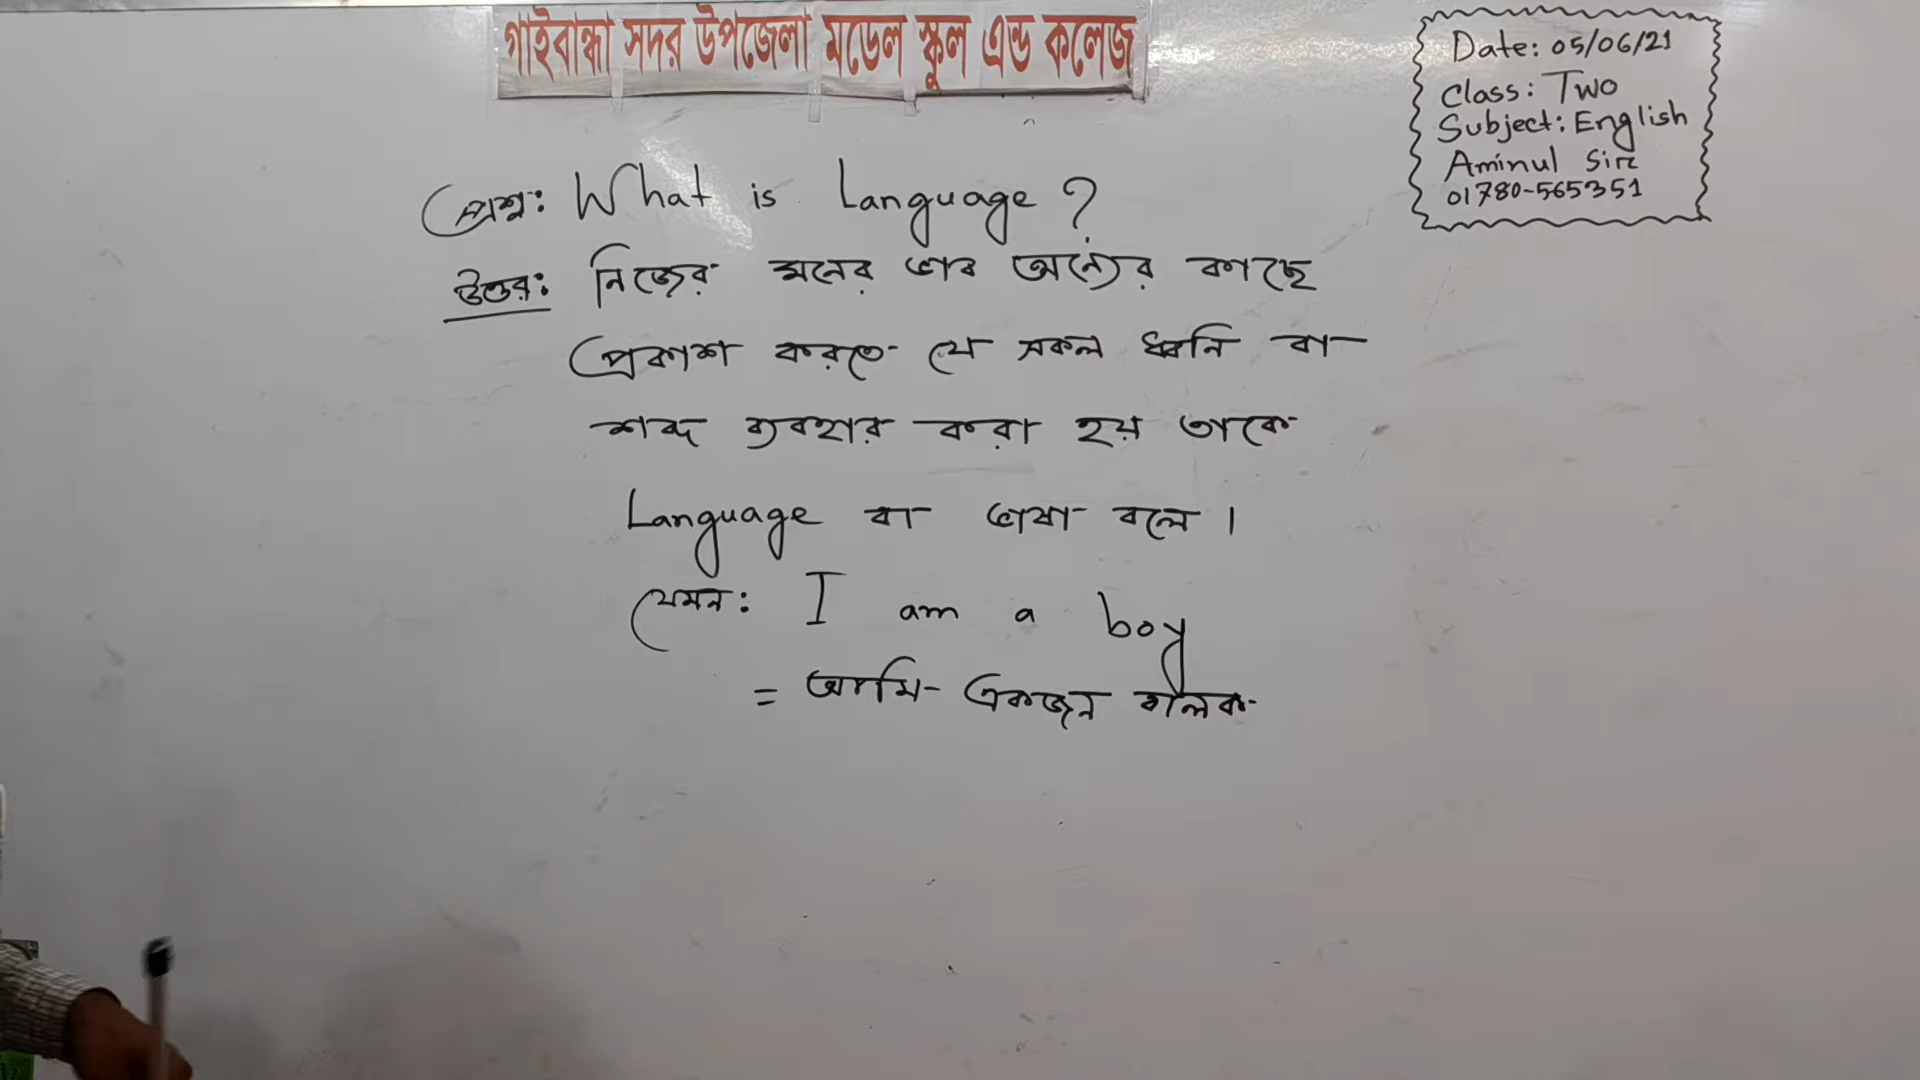 গাইবান্ধা সদর উপজেলা মডেল স্কুল এন্ড কলেজ
Date: 05/06/21
Class: Two
Subject: English
Aminul Sir
01780-565351
প্রশ্ন: What is Language?
উত্তর: নিজের মনের ভাব অন্যের কাছে
প্রকাশ করতে যে সকল ধ্বনি বা
শব্দ ব্যবহার করা হয় তাকে
Language বা ভাষা বলে।
যেমন: I am a boy
= আমি একজন বালক